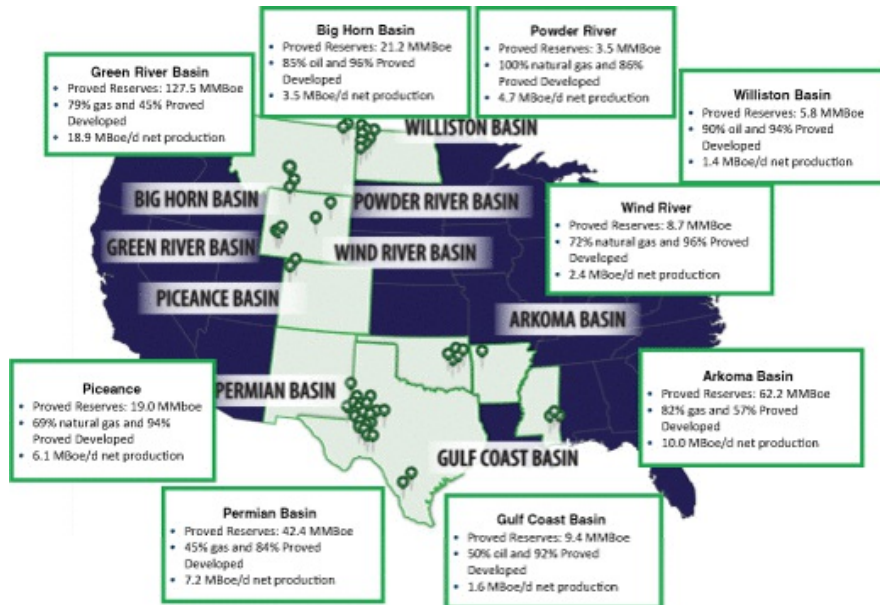 Big Horn Basin
Proved Reserves: 21.2 MMBoe
85% oil and 96% Proved
Developed
3.5 MBoe/d net production
Powder River
Proved Reserves: 3.5 MMBoe
100% natural gas and 86%
Proved Developed
4.7 MBoe/d net production
Green River Basin
Proved Reserves: 127.5 MMBoe
79% gas and 45% Proved
Developed
18.9 MBoe/d net production
Williston Basin
Proved Reserves: 5.8 MMBoe
90% oil and 94% Proved
Developed
1.4 MBoe/d net production
WILLISTON BASIN
BIG HORN BASIN
POWDER RIVER BASIN
Wind River
Proved Reserves: 8.7 MMBoe
72% natural gas and 96% Proved
Developed
2.4 MBoe/d net production
GREEN RIVER BASIN
WIND RIVER BASIN
PICEANCE BASIN
ARKOMA BASIN
Piceance
Proved Reserves: 19.0 MMBoe
69% natural gas and 94%
Proved Developed
6.1 MBoe/d net production
PERMIAN BASIN
Arkoma Basin
Proved Reserves: 62.2 MMBoe
82% gas and 57% Proved
Developed
10.0 MBoe/d net production
GULF COAST BASIN
Permian Basin
Proved Reserves: 42.4 MMBoe
45% gas and 84% Proved
Developed
7.2 MBoe/d net production
Gulf Coast Basin
Proved Reserves: 9.4 MMBoe
50% oil and 92% Proved
Developed
1.6 MBoe/d net production